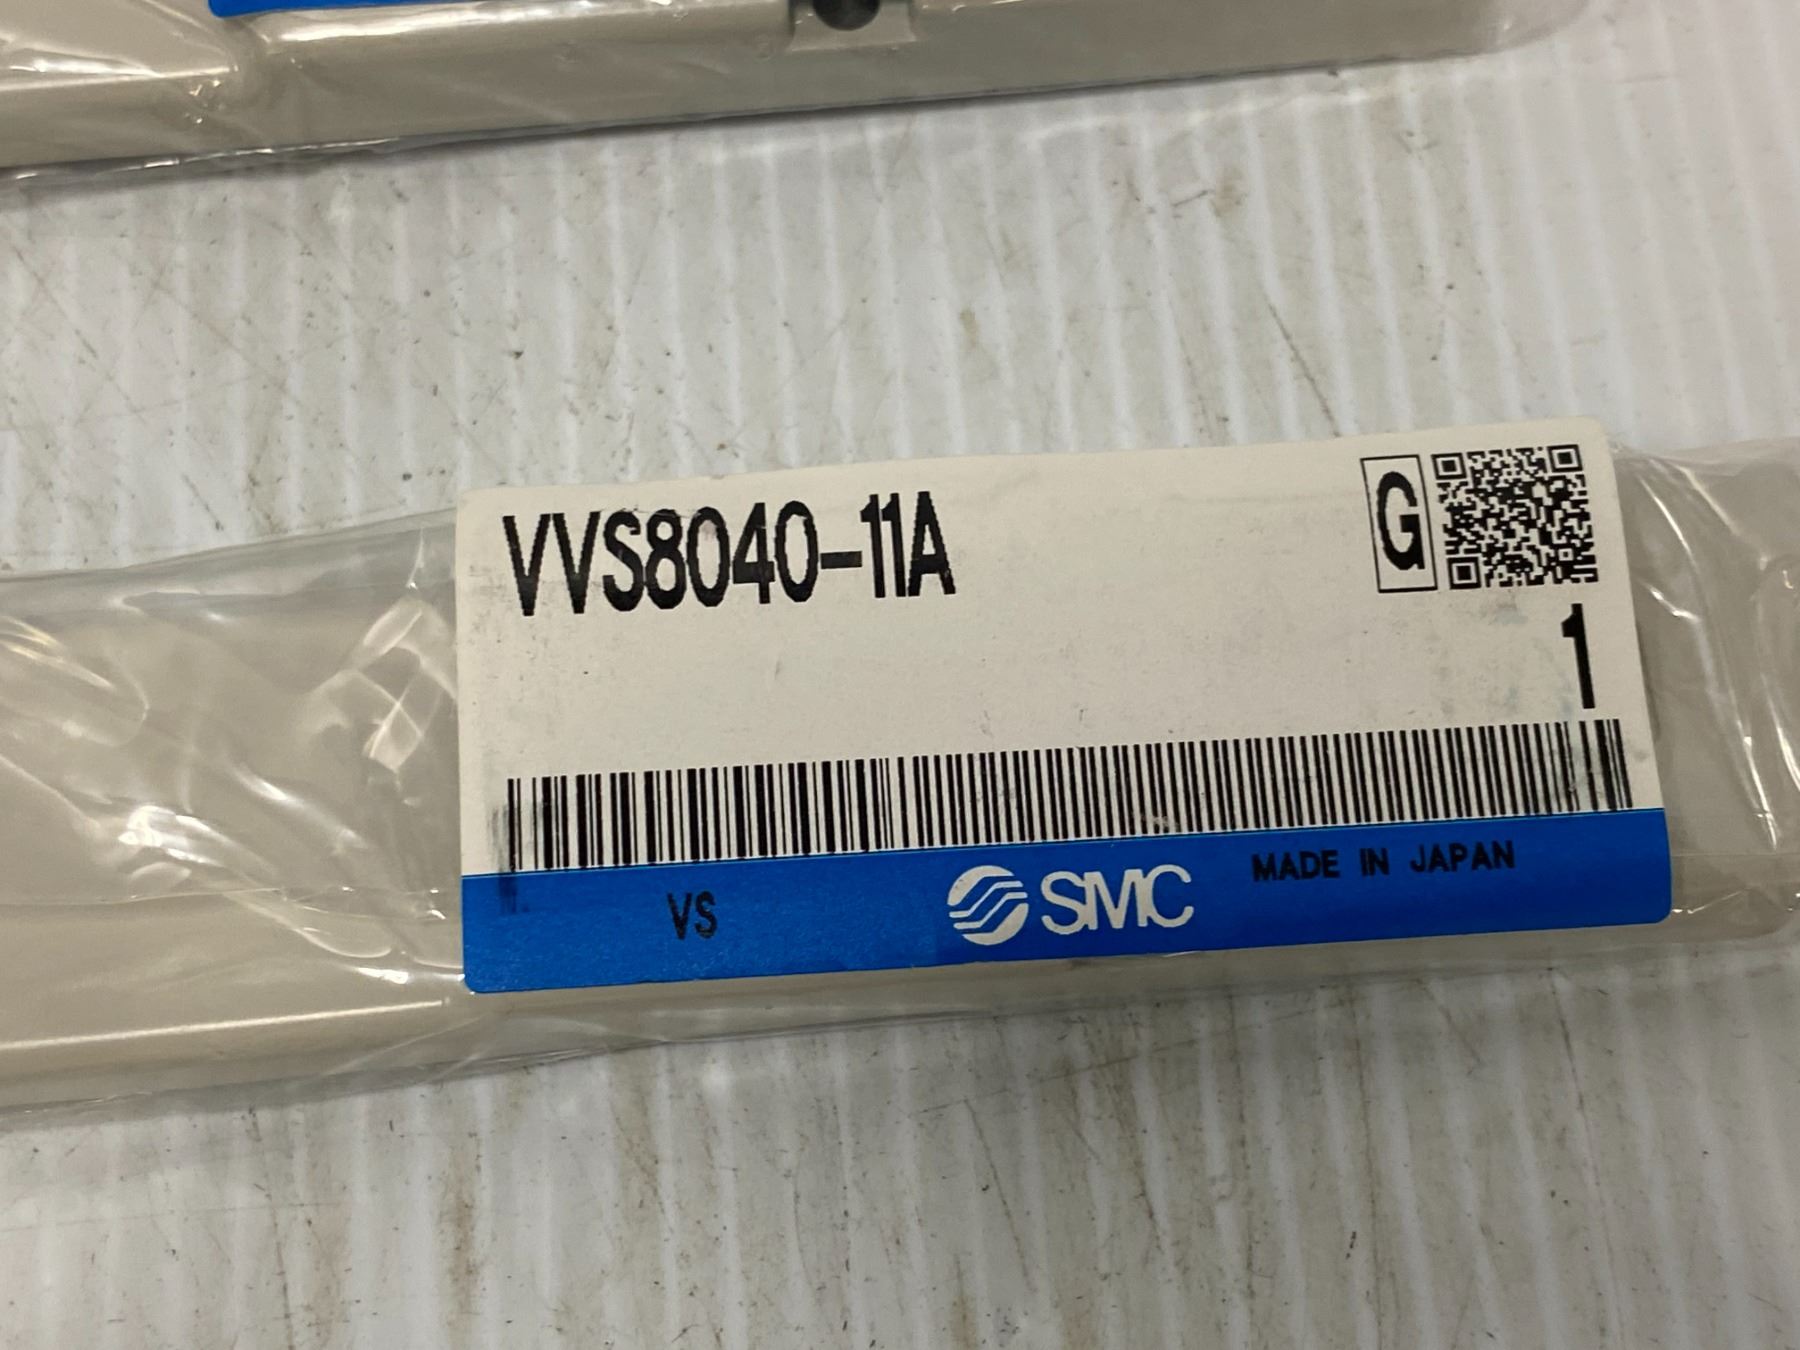 VVS8040-11A
G
1
VS
SMC
MADE IN JAPAN